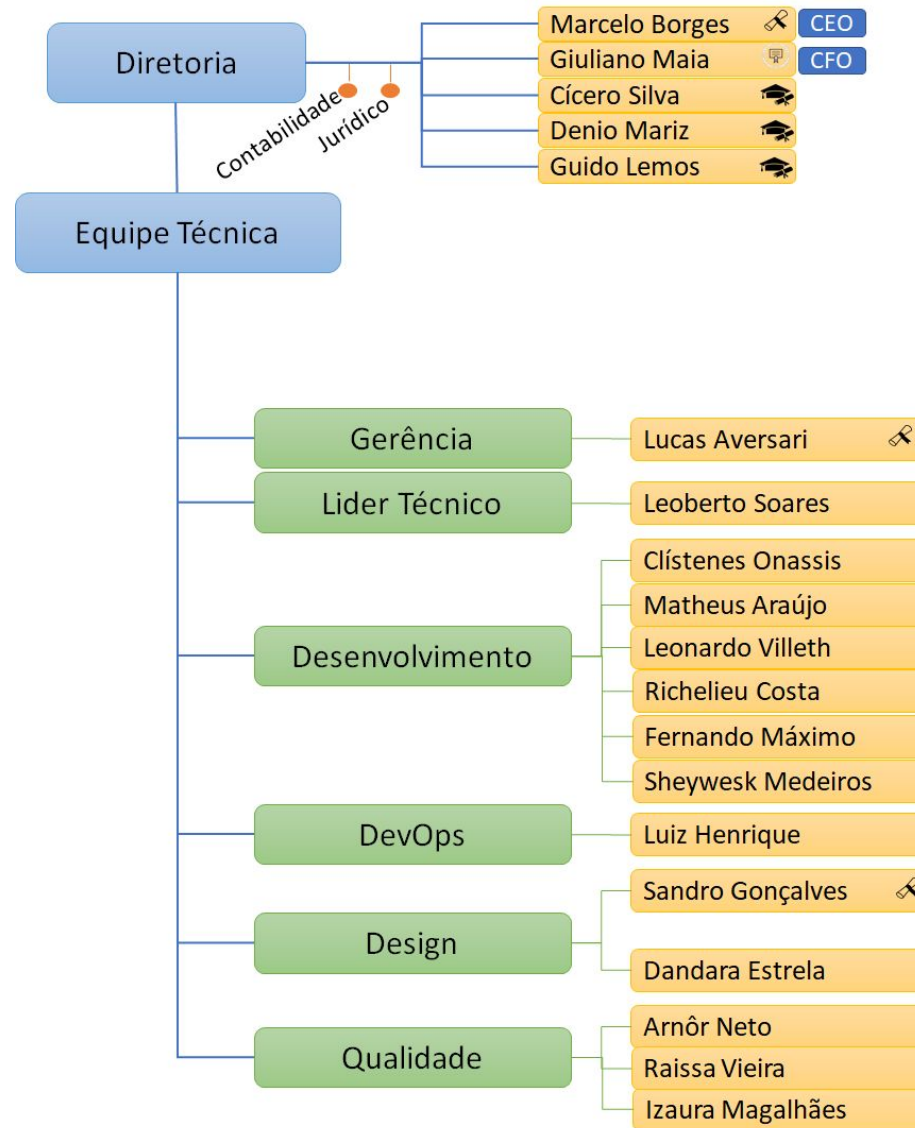 Diretoria
Marcelo Borges
CEO
Giuliano Maia
CFO
Cícero Silva
Denio Mariz
Guido Lemos
Contabilidade
Jurídico
Equipe Técnica
Gerência
Lucas Aversari
Lider Técnico
Leoberto Soares
Desenvolvimento
Clístenes Onassis
Matheus Araújo
Leonardo Villeth
Richelieu Costa
Fernando Máximo
Sheywesk Medeiros
DevOps
Luiz Henrique
Design
Sandro Gonçalves
Dandara Estrela
Qualidade
Arnôr Neto
Raissa Vieira
Izaura Magalhães